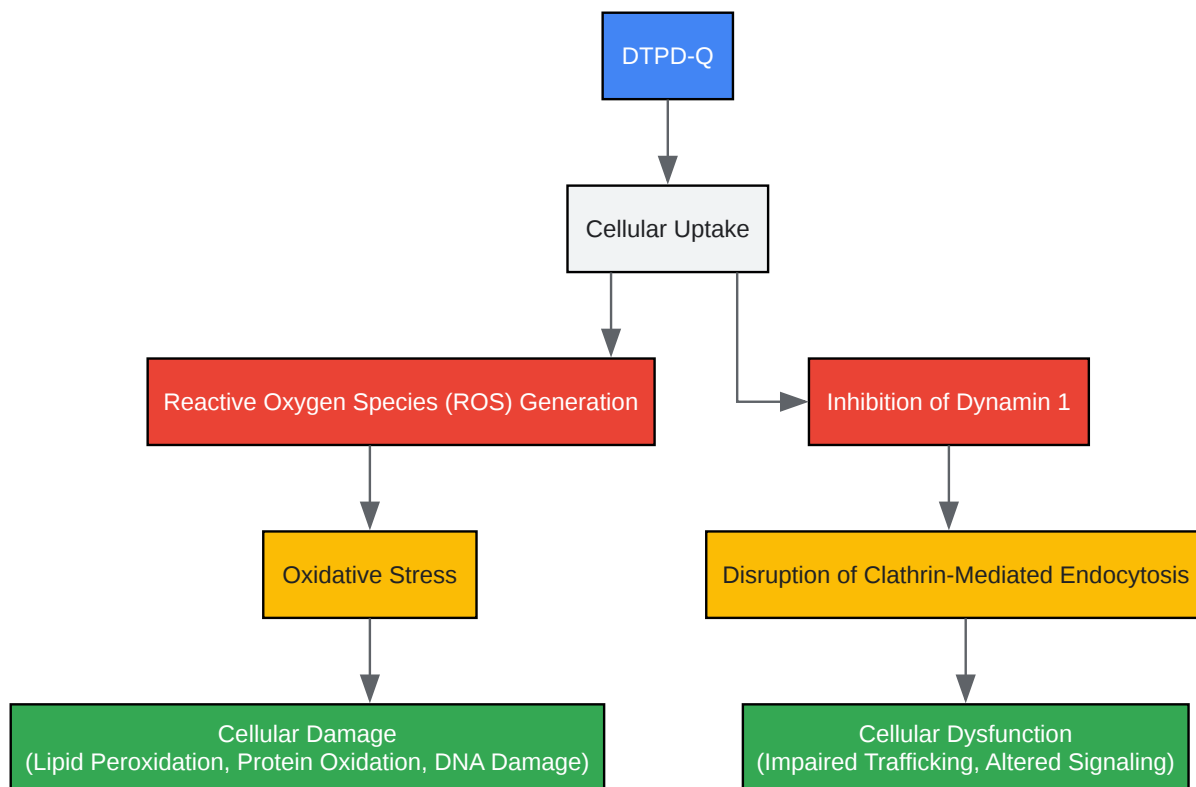 DTPD-Q
Cellular Uptake
Reactive Oxygen Species (ROS) Generation
Inhibition of Dynamin 1
Oxidative Stress
Disruption of Clathrin-Mediated Endocytosis
Cellular Damage
(Lipid Peroxidation, Protein Oxidation, DNA Damage)
Cellular Dysfunction
(Impaired Trafficking, Altered Signaling)